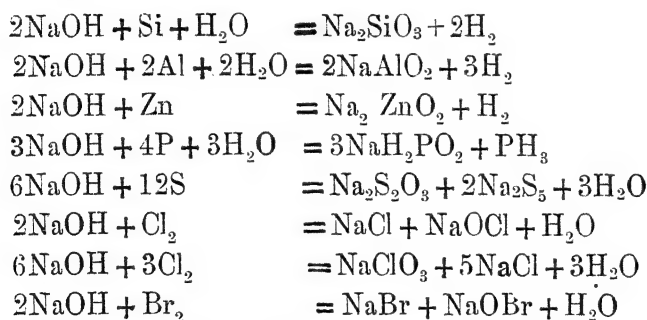 2NaOH + Si + H₂O = Na₂SiO₃ + 2H₂
2NaOH + 2Al + 2H₂O = 2NaAlO₂ + 3H₂
2NaOH + Zn = Na₂ ZnO₂ + H₂
3NaOH + 4P + 3H₂O = 3NaH₂PO₂ + PH₃
6NaOH + 12S = Na₂S₂O₃ + 2Na₂S₅ + 3H₂O
2NaOH + Cl₂ = NaCl + NaOCl + H₂O
6NaOH + 3Cl₂ = NaClO₃ + 5NaCl + 3H₂O
2NaOH + Br₂ = NaBr + NaOBr + H₂O